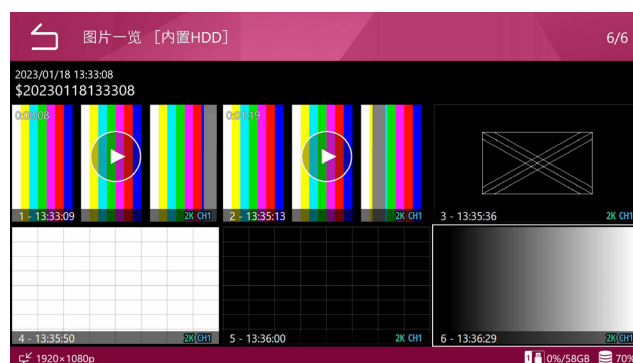 图片一览 [内置HDD]
6/6
2023/01/18 13:33:08
$20230118133308
0:00:08
0:01:19
1 - 13:33:09 2K CH1
2 - 13:35:13 2K CH1
3 - 13:35:36 2K CH1
4 - 13:35:50 2K CH1
5 - 13:36:00 2K CH1
6 - 13:36:29 2K CH1
1920×1080p
1 0%/58GB 70%